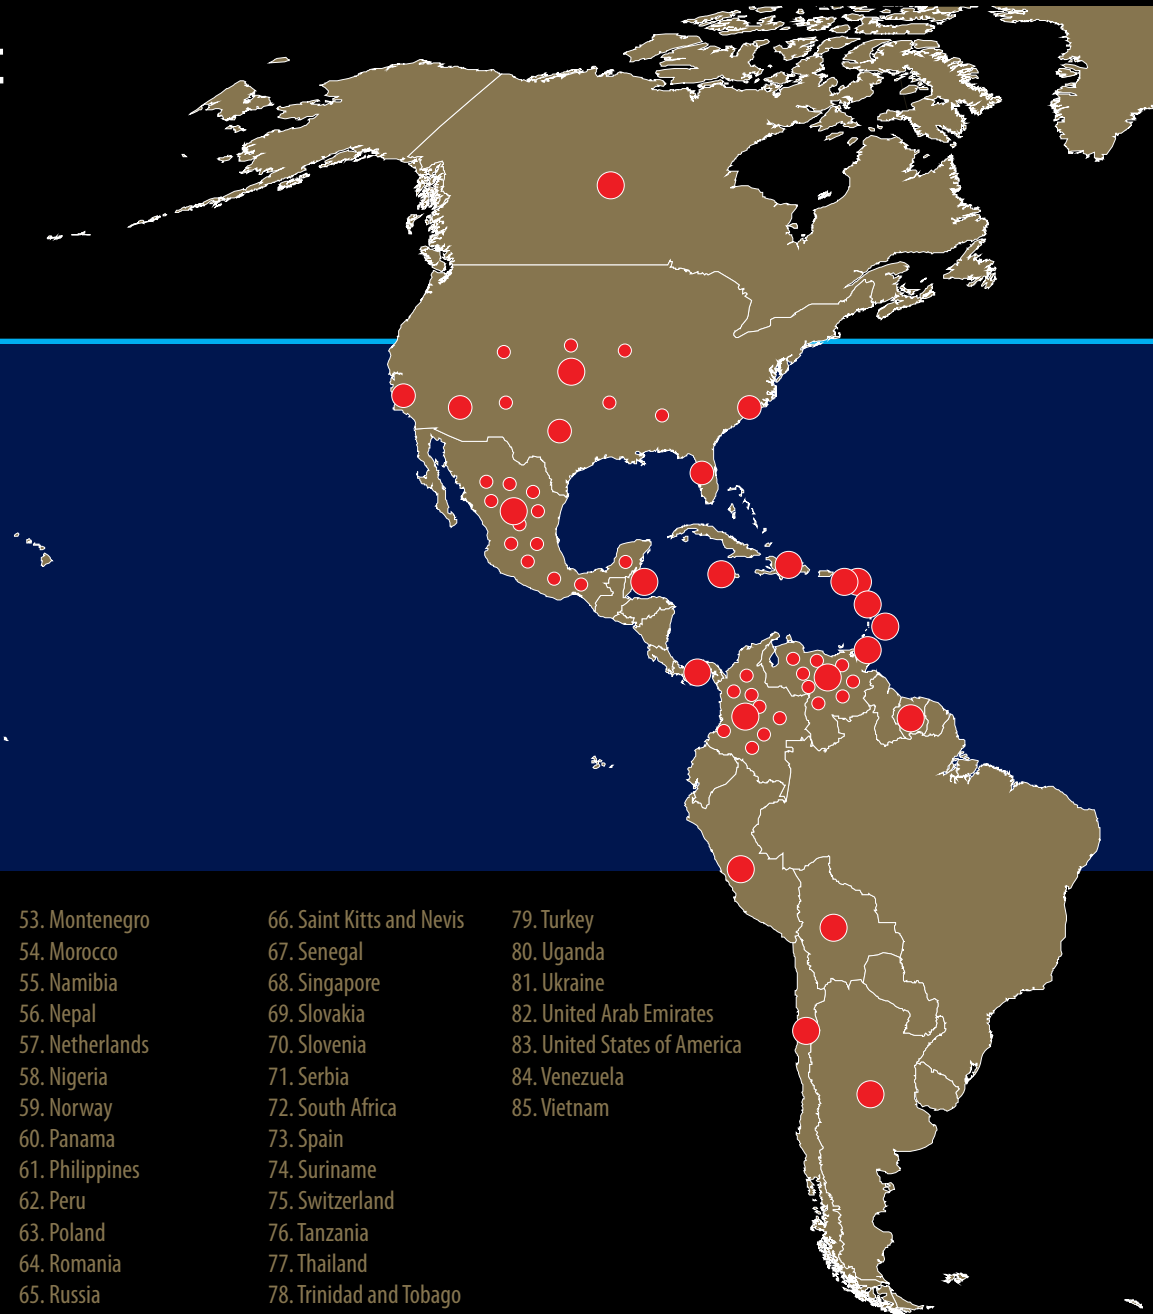 53. Montenegro
54. Morocco
55. Namibia
56. Nepal
57. Netherlands
58. Nigeria
59. Norway
60. Panama
61. Philippines
62. Peru
63. Poland
64. Romania
65. Russia
66. Saint Kitts and Nevis
67. Senegal
68. Singapore
69. Slovakia
70. Slovenia
71. Serbia
72. South Africa
73. Spain
74. Suriname
75. Switzerland
76. Tanzania
77. Thailand
78. Trinidad and Tobago
79. Turkey
80. Uganda
81. Ukraine
82. United Arab Emirates
83. United States of America
84. Venezuela
85. Vietnam